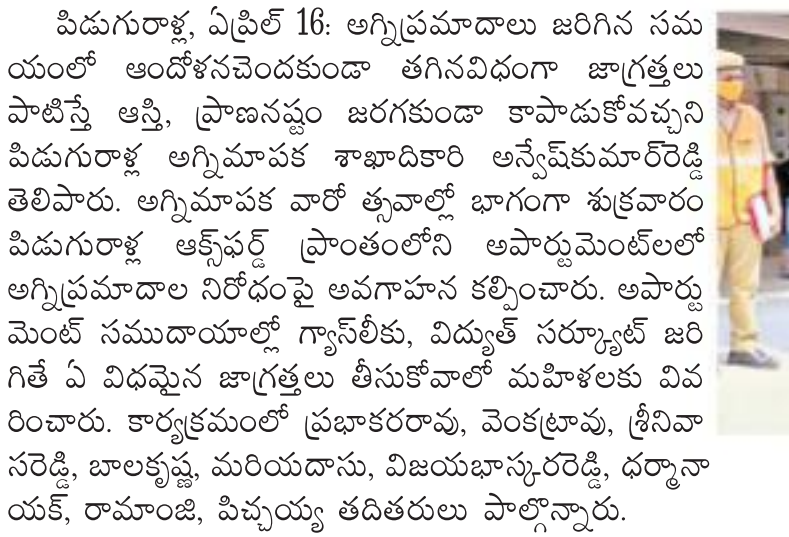 పిడుగురాళ్ల, ఏప్రిల్ 16: అగ్నిప్రమాదాలు జరిగిన సమ
యంలో ఆందోళనచెందకుండా తగినవిధంగా జాగ్రత్తలు
పాటిస్తే ఆస్తి, ప్రాణనష్టం జరగకుండా కాపాడుకోవచ్చని
పిడుగురాళ్ల అగ్నిమాపక శాఖాదికారి అన్వేష్‌కుమార్‌రెడ్డి
తెలిపారు. అగ్నిమాపక వారో త్సవాల్లో భాగంగా శుక్రవారం
పిడుగురాళ్ల ఆక్స్‌ఫర్డ్ ప్రాంతంలోని అపార్టుమెంట్‌లలో
అగ్నిప్రమాదాల నిరోధంపై అవగాహన కల్పించారు. అపార్టు
మెంట్ సముదాయాల్లో గ్యాస్‌లీకు, విద్యుత్ సర్క్యూట్ జరి
గితే ఏ విధమైన జాగ్రత్తలు తీసుకోవాలో మహిళలకు వివ
రించారు. కార్యక్రమంలో ప్రభాకరరావు, వెంకట్రావు, శ్రీనివా
సరెడ్డి, బాలకృష్ణ, మరియదాసు, విజయభాస్కరరెడ్డి, ధర్మానా
యక్, రామాంజి, పిచ్చయ్య తదితరులు పాల్గొన్నారు.